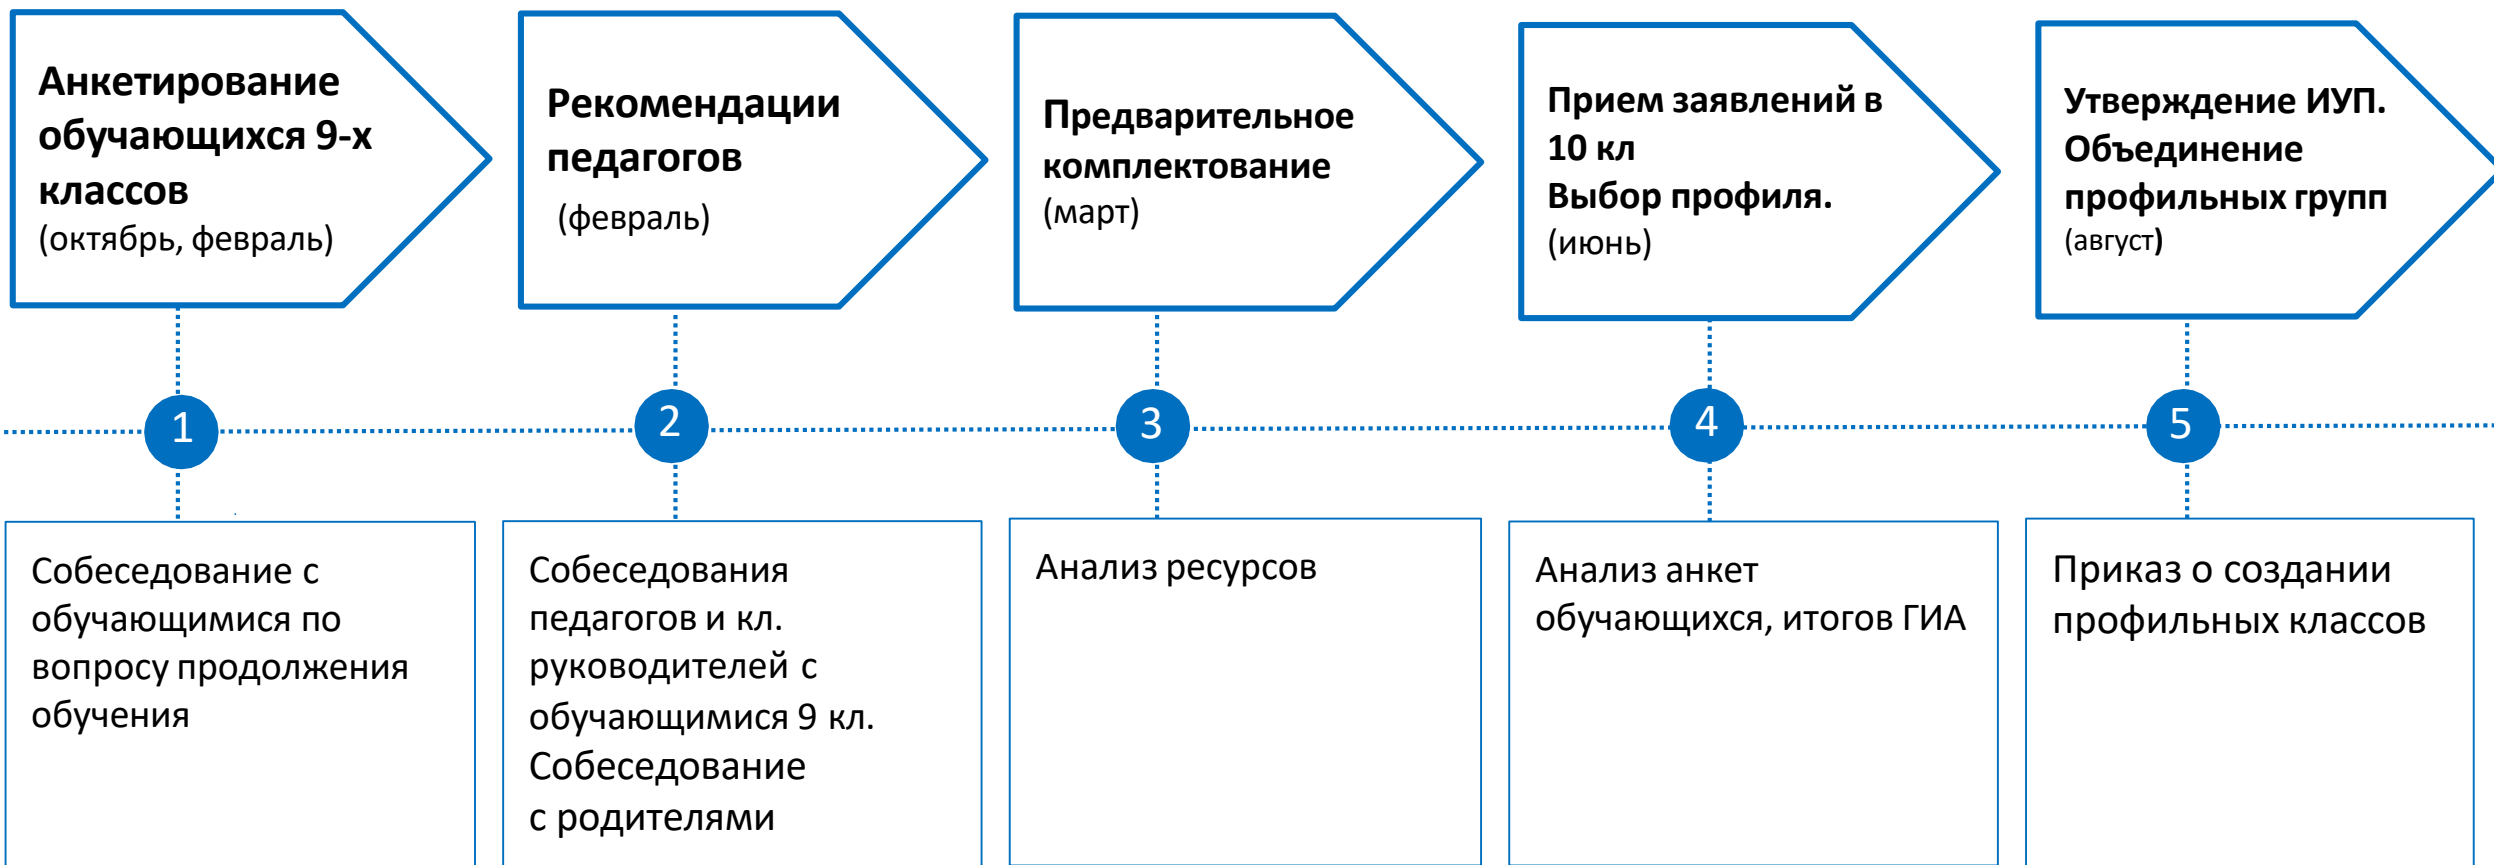 Анкетирование
обучающихся 9-х
классов
(октябрь, февраль)
Рекомендации
педагогов
(февраль)
Предварительное
комплектование
(март)
Прием заявлений в
10 кл
Выбор профиля.
(июнь)
Утверждение ИУП.
Объединение
профильных групп
(август)
1
2
3
4
5
Собеседование с
обучающимися по
вопросу продолжения
обучения
Собеседования
педагогов и кл.
руководителей с
обучающимися 9 кл.
Собеседование
с родителями
Анализ ресурсов
Анализ анкет
обучающихся, итогов ГИА
Приказ о создании
профильных классов